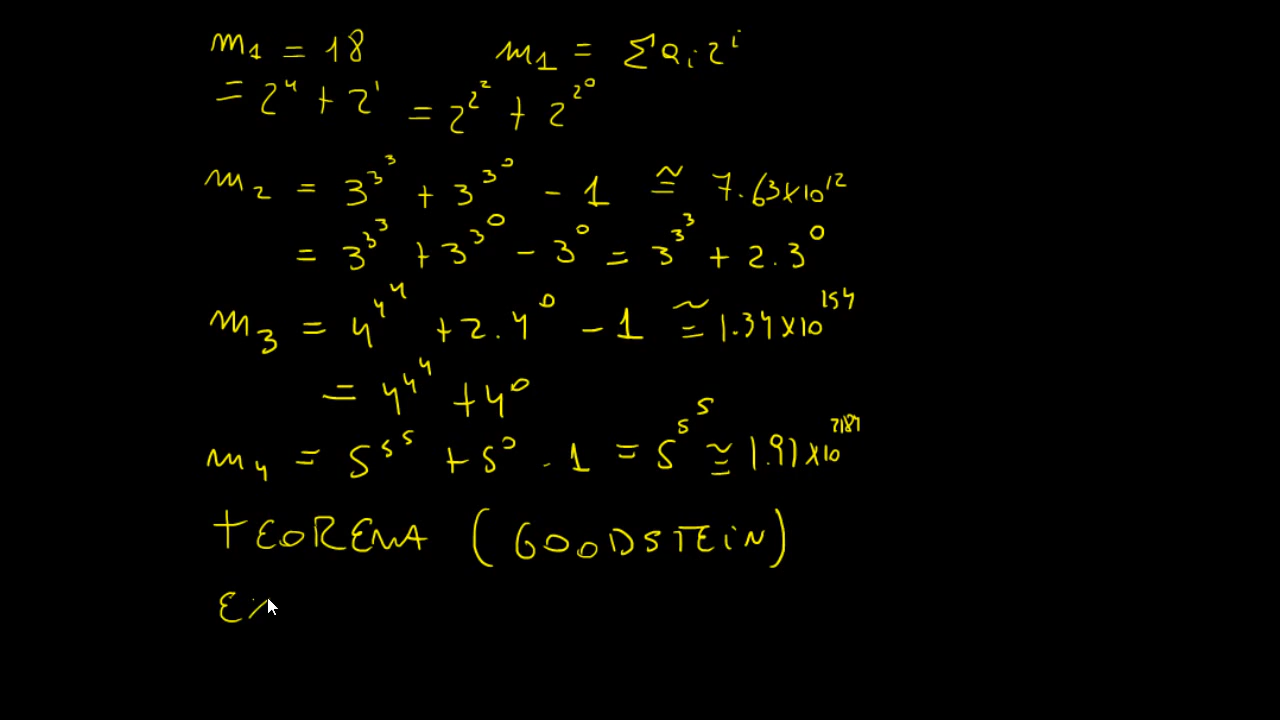 m₁ = 18 m₁ = Σaᵢ2ⁱ
= 2⁴ + 2¹ = 2^2^2 + 2^2^0
m₂ = 3^3^3 + 3^3^0 - 1 ≅ 7.63×10¹²
= 3^3^3 + 3^3^0 - 3⁰ = 3^3^3 + 2.3⁰
m₃ = 4^4^4 + 2.4⁰ - 1 ≅ 1.34×10¹⁵⁴
= 4^4^4 + 4⁰
m₄ = 5^5^5 + 5⁰ - 1 = 5^5^5 ≅ 1.91×10²¹⁸⁴
TEOREMA (GOODSTEIN)